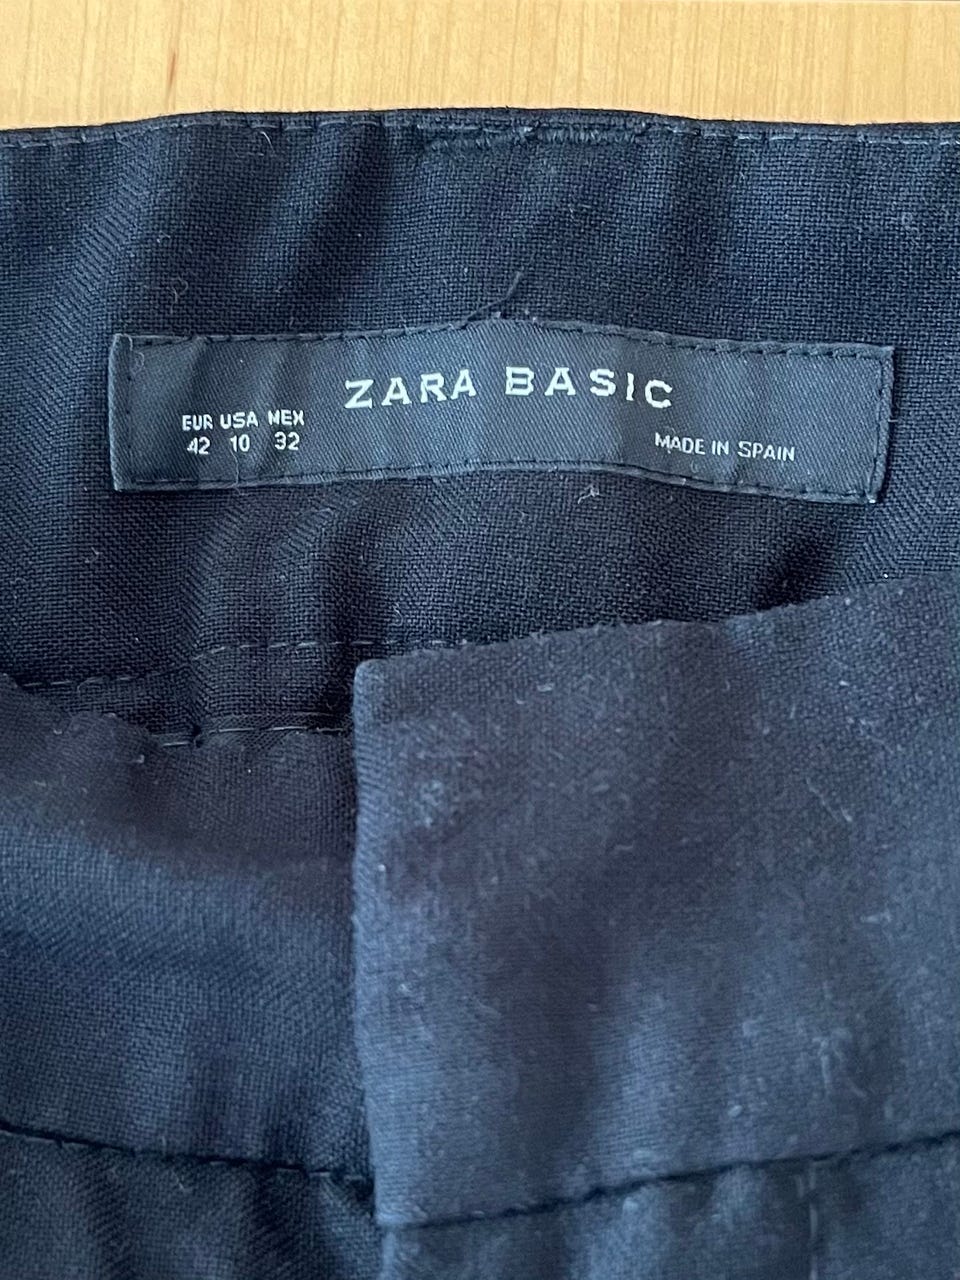 ZARA BASIC
EUR USA MEX
42 10 32
MADE IN SPAIN